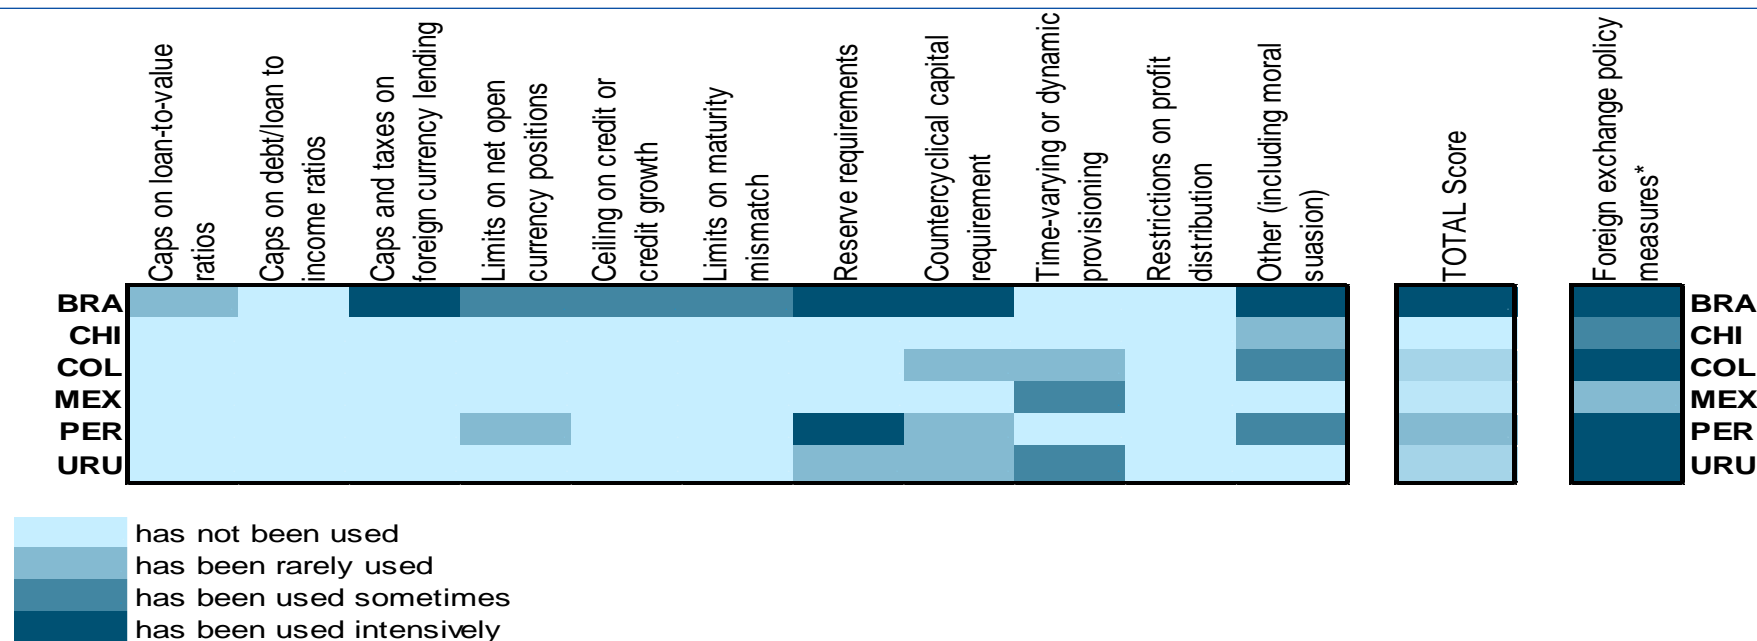 Caps on loan-to-value
ratios
Caps on debt/loan to
income ratios
Caps and taxes on
foreign currency lending
Limits on net open
currency positions
Ceiling on credit or
credit growth
Limits on maturity
mismatch
Reserve requirements
Countercyclical capital
requirement
Time-varying or dynamic
provisioning
Restrictions on profit
distribution
Other (including moral
suasion)
TOTAL Score
Foreign exchange policy
measures*
BRA BRA
CHI CHI
COL COL
MEX MEX
PER PER
URU URU
has not been used
has been rarely used
has been used sometimes
has been used intensively